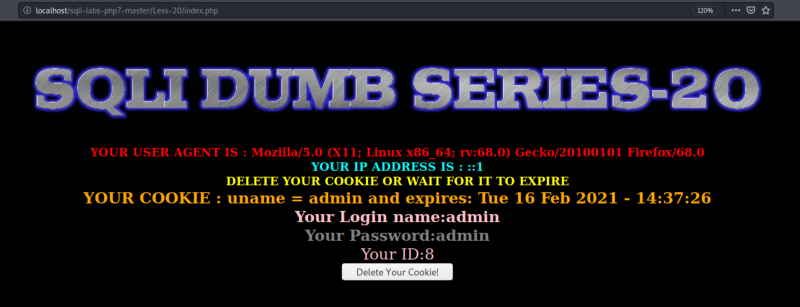 localhost/sqli-labs-php7-master/Less-20/index.php
120%
SQLI DUMB SERIES-20
YOUR USER AGENT IS : Mozilla/5.0 (X11; Linux x86_64; rv:68.0) Gecko/20100101 Firefox/68.0
YOUR IP ADDRESS IS : ::1
DELETE YOUR COOKIE OR WAIT FOR IT TO EXPIRE
YOUR COOKIE : uname = admin and expires: Tue 16 Feb 2021 - 14:37:26
Your Login name:admin
Your Password:admin
Your ID:8
Delete Your Cookie!